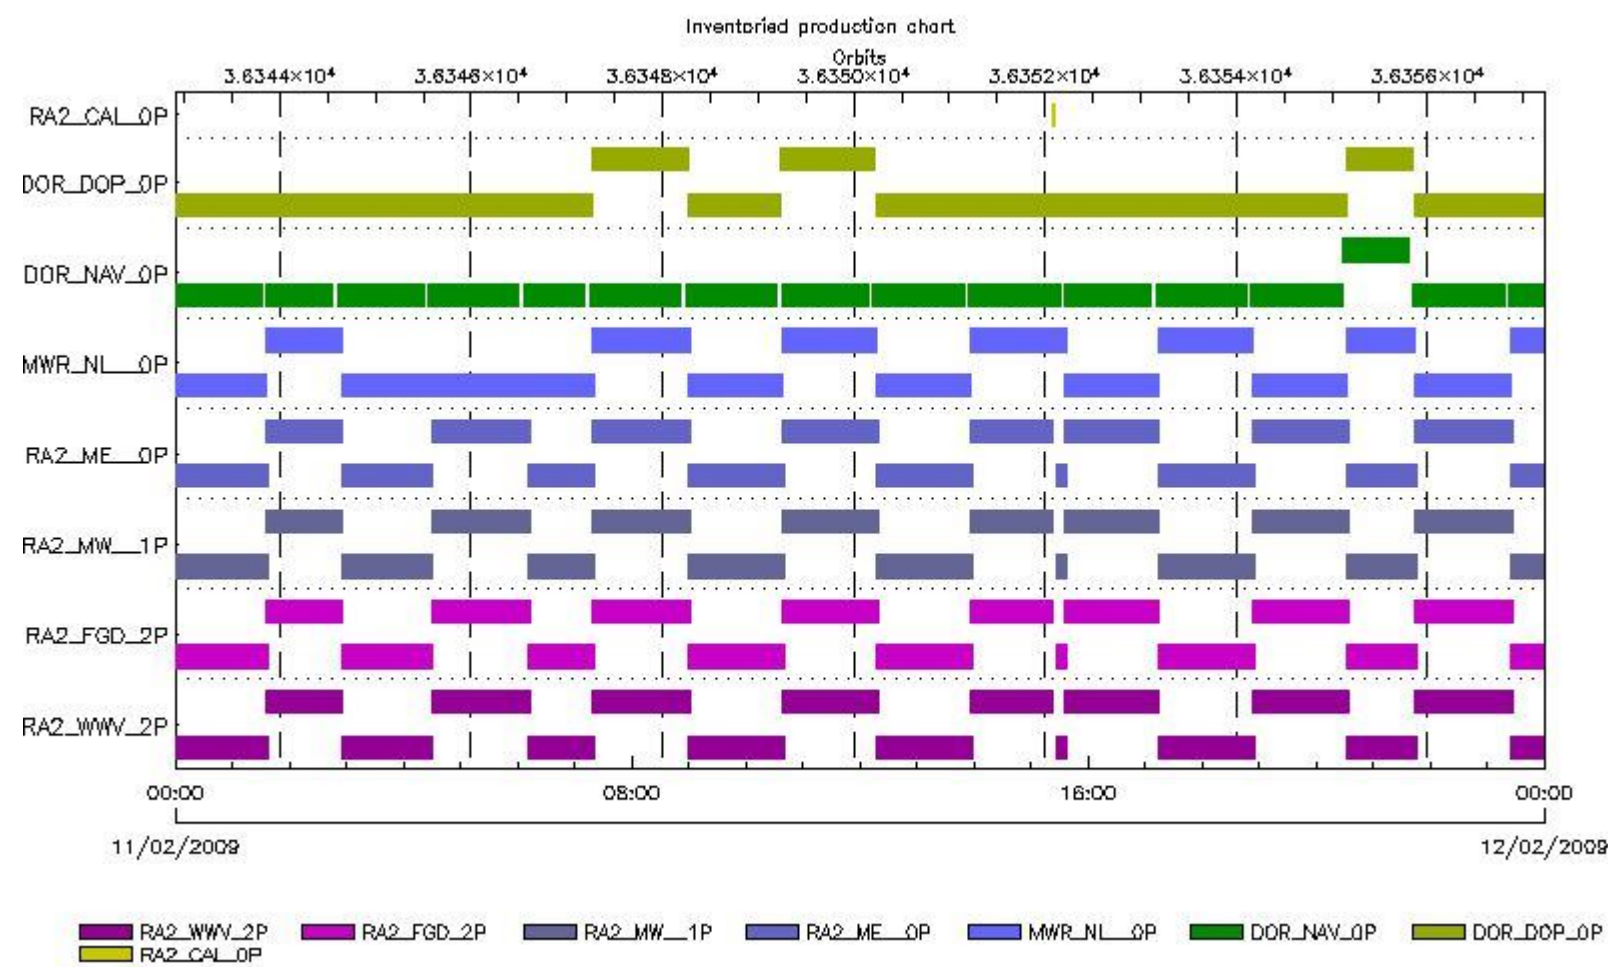 Inventoried production chart
Orbits
3.6344×10⁴ 3.6346×10⁴ 3.6348×10⁴ 3.6350×10⁴ 3.6352×10⁴ 3.6354×10⁴ 3.6356×10⁴
RA2_CAL_0P
DOR_DOP_0P
DOR_NAV_0P
MWR_NL__0P
RA2_ME__0P
RA2_MW__1P
RA2_FGD_2P
RA2_WWV_2P
00:00 08:00 16:00 00:00
11/02/2009 12/02/2009
RA2_WWV_2P RA2_FGD_2P RA2_MW__1P RA2_ME__0P MWR_NL__0P DOR_NAV_0P DOR_DOP_0P
RA2_CAL_0P